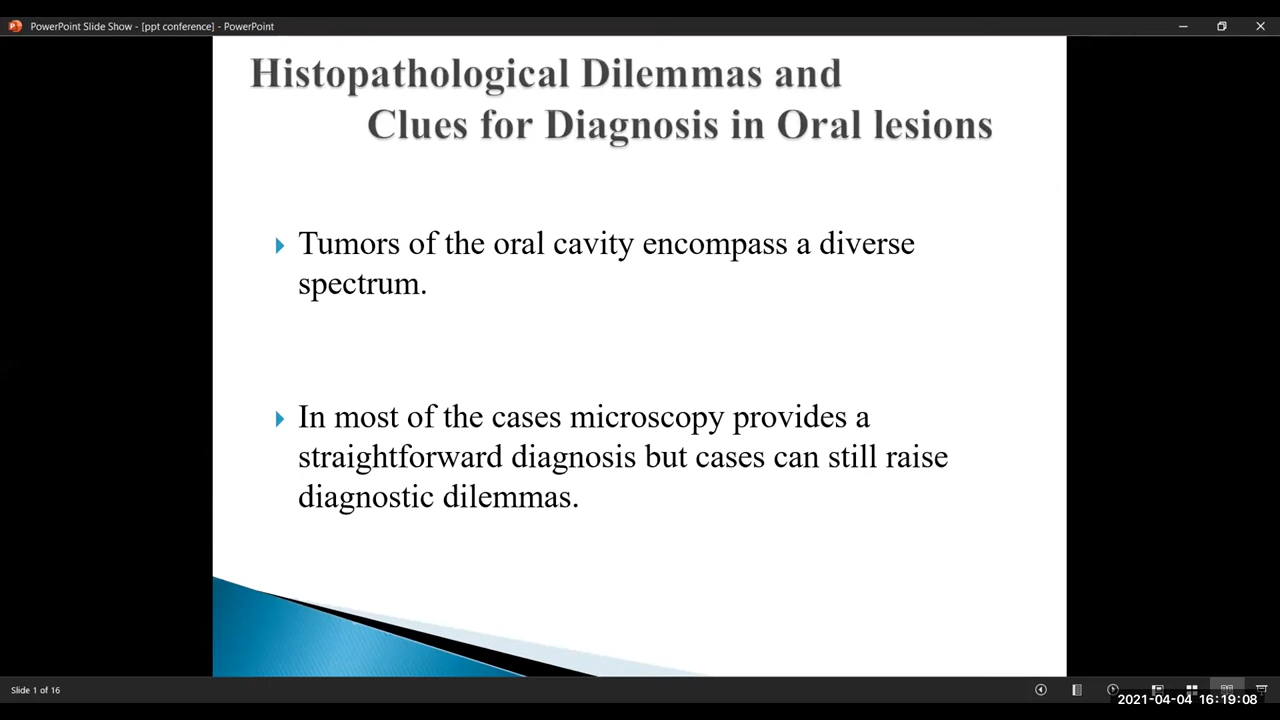 PowerPoint Slide Show - [ppt conference] - PowerPoint
Histopathological Dilemmas and
Clues for Diagnosis in Oral lesions
Tumors of the oral cavity encompass a diverse
spectrum.
In most of the cases microscopy provides a
straightforward diagnosis but cases can still raise
diagnostic dilemmas.
Slide 1 of 16
2021-04-04 16:19:08